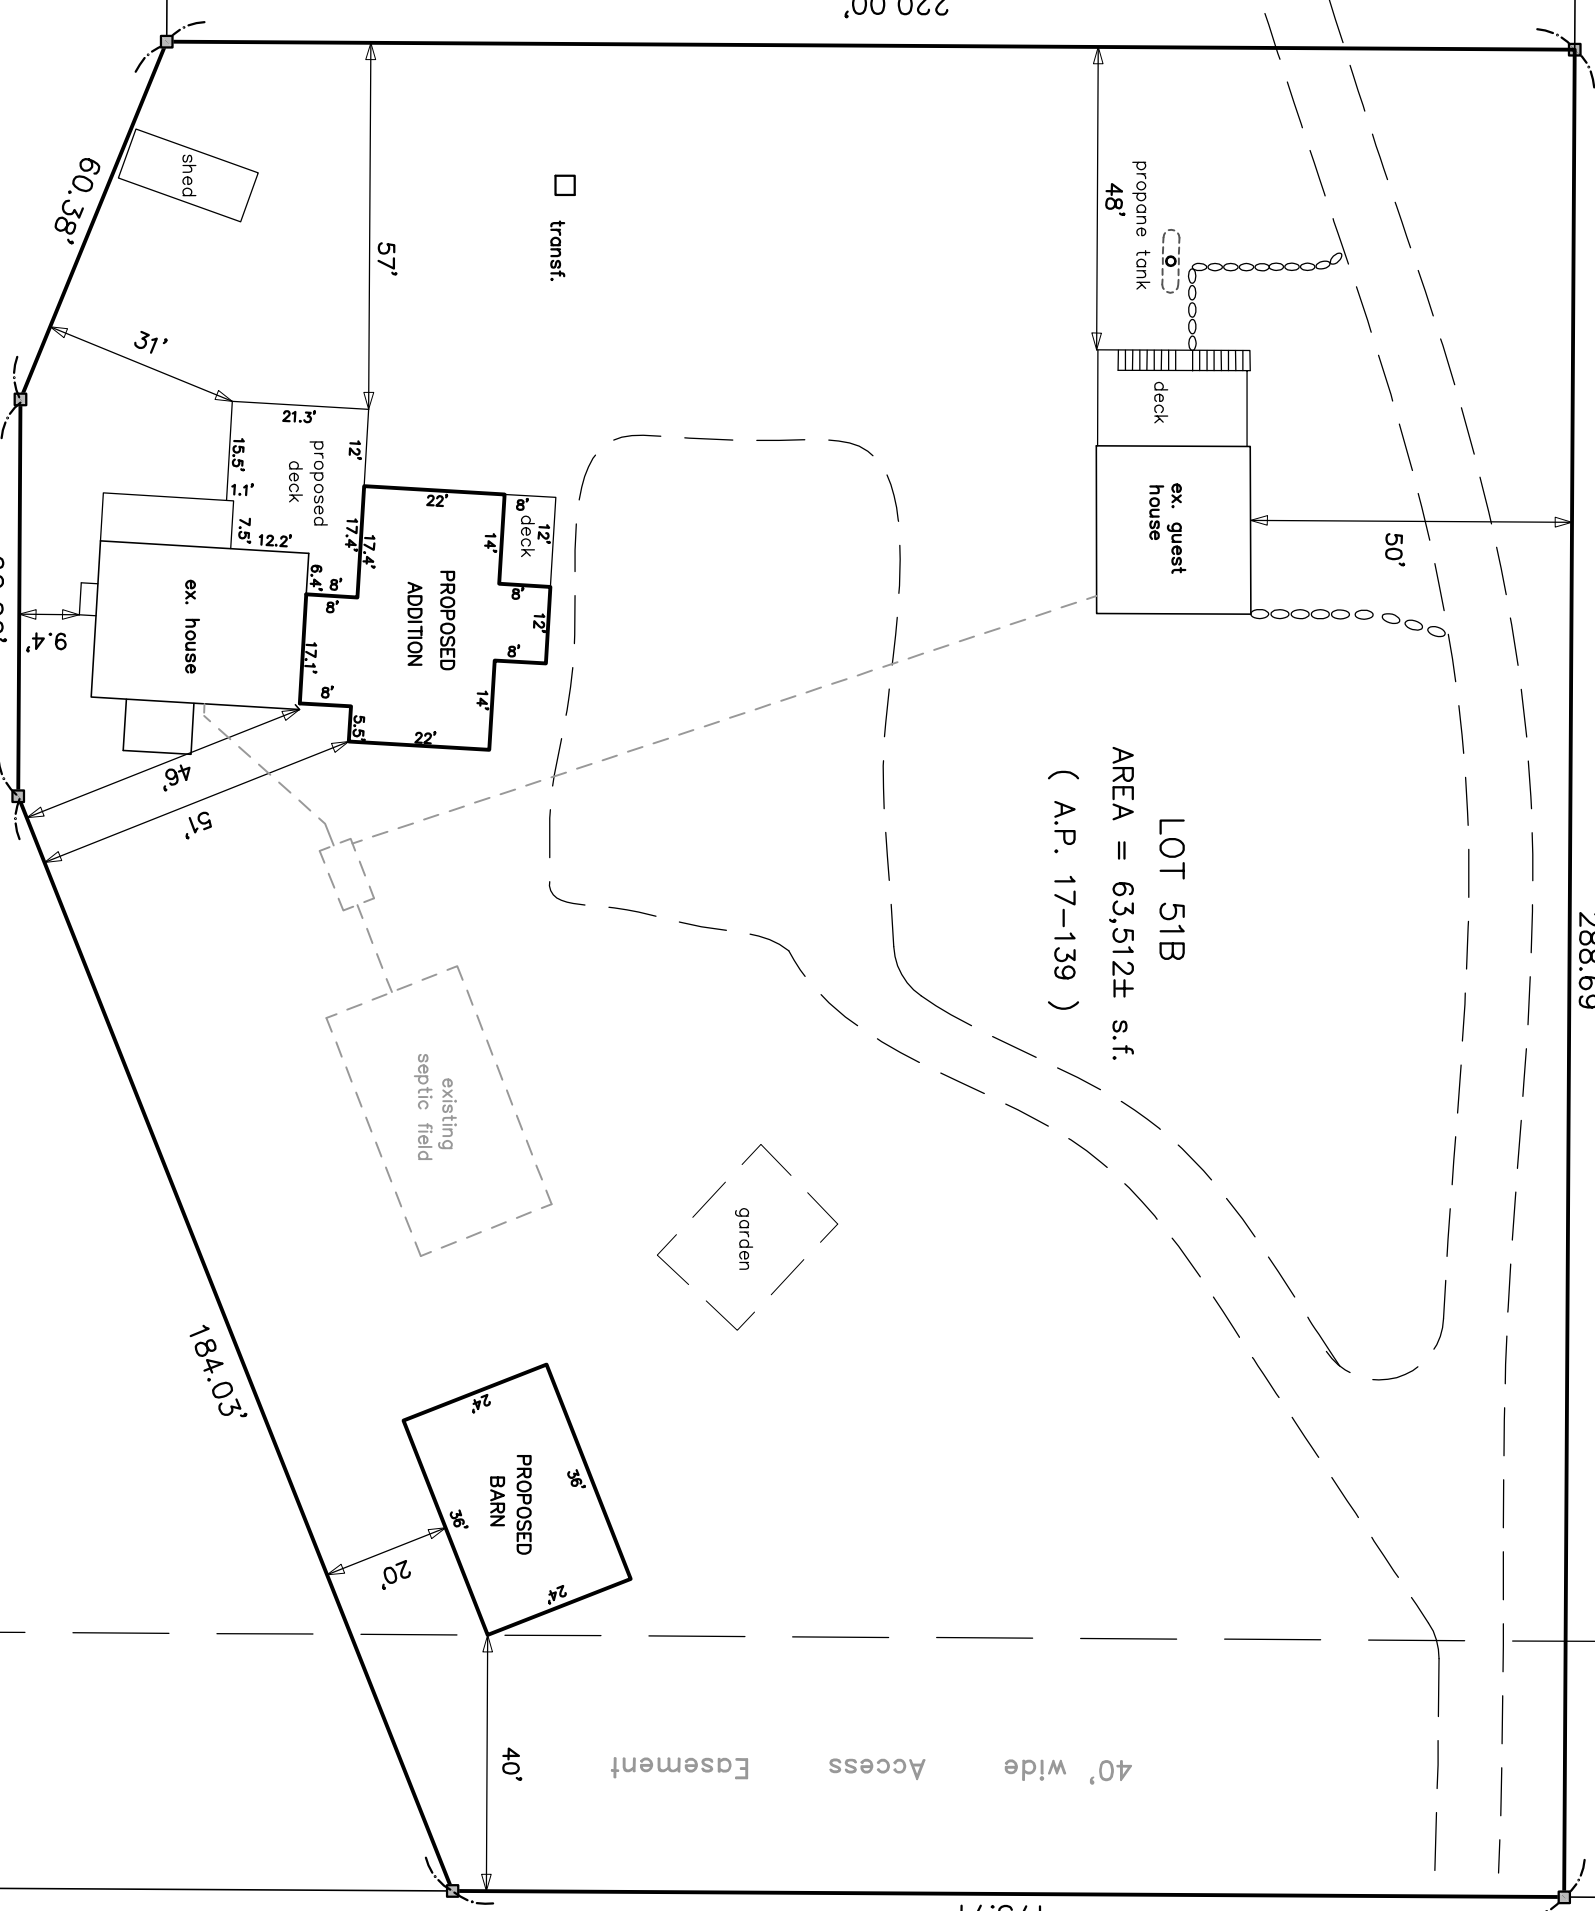 220.00'
60.38'
shed
57'
transf.
31'
propane tank
48'
deck
ex. guest
house
50'
21.3'
15.5'
1.1'
7.5'
12.2'
12'
proposed
deck
17.4'
17.4'
6.4'
8'
8'
22'
8'
12'
deck
14'
8'
12'
8'
14'
22'
PROPOSED
ADDITION
17.1'
8'
5.5'
ex. house
9.4'
46'
51'
LOT 51B
AREA = 63,512± s.f.
( A.P. 17-139 )
288.69
existing
septic field
garden
184.03'
24'
36'
PROPOSED
BARN
36'
24'
20'
40'
40' wide Access Easement